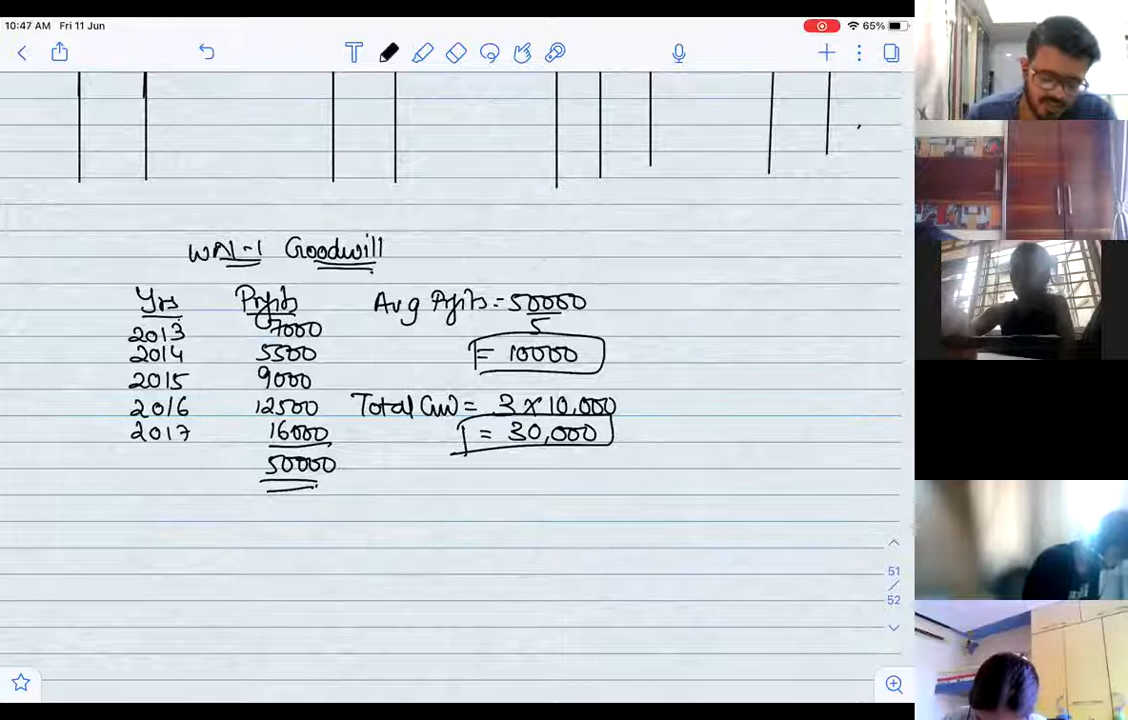 10:47 AM Fri 11 Jun
65%
T
WN-1 Goodwill
Yrs Profits
2013 7000
2014 5500
2015 9000
2016 12500
2017 16000
50000
Avg Profits = 50000
5
= 10000
Total GW = 3 x 10,000
= 30,000
51
/
52